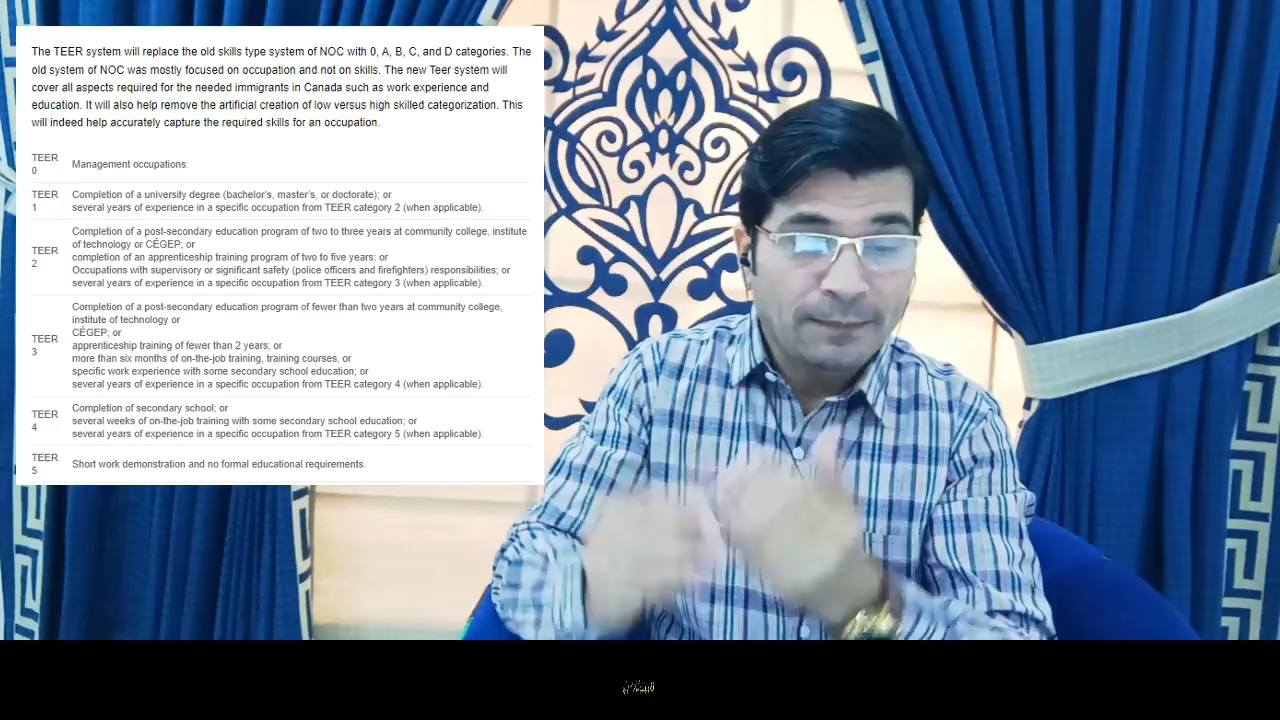 The TEER system will replace the old skills type system of NOC with 0, A, B, C, and D categories. The
old system of NOC was mostly focused on occupation and not on skills. The new Teer system will
cover all aspects required for the needed immigrants in Canada such as work experience and
education. It will also help remove the artificial creation of low versus high skilled categorization. This
will indeed help accurately capture the required skills for an occupation.
TEER
0
Management occupations.
TEER
1
Completion of a university degree (bachelor's, master's, or doctorate); or
several years of experience in a specific occupation from TEER category 2 (when applicable).
TEER
2
Completion of a post-secondary education program of two to three years at community college, institute
of technology or CÉGEP; or
completion of an apprenticeship training program of two to five years; or
Occupations with supervisory or significant safety (police officers and firefighters) responsibilities; or
several years of experience in a specific occupation from TEER category 3 (when applicable).
TEER
3
Completion of a post-secondary education program of fewer than two years at community college,
institute of technology or
CÉGEP; or
apprenticeship training of fewer than 2 years; or
more than six months of on-the-job training, training courses, or
specific work experience with some secondary school education; or
several years of experience in a specific occupation from TEER category 4 (when applicable).
TEER
4
Completion of secondary school; or
several weeks of on-the-job training with some secondary school education; or
several years of experience in a specific occupation from TEER category 5 (when applicable).
TEER
5
Short work demonstration and no formal educational requirements.